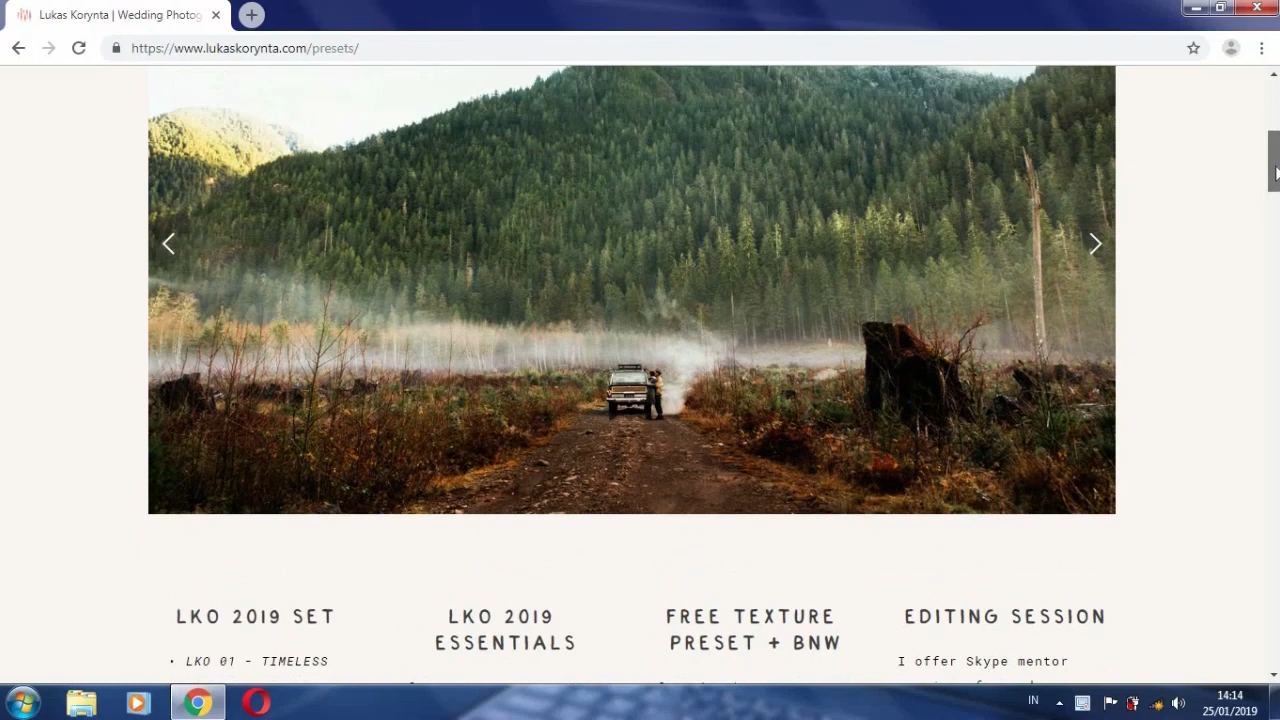 Lukas Korynta | Wedding Photog
https://www.lukaskorynta.com/presets/
LKO 2019 SET
• LKO 01 - TIMELESS
LKO 2019
ESSENTIALS
FREE TEXTURE
PRESET + BNW
EDITING SESSION
I offer Skype mentor
IN
14:14
25/01/2019